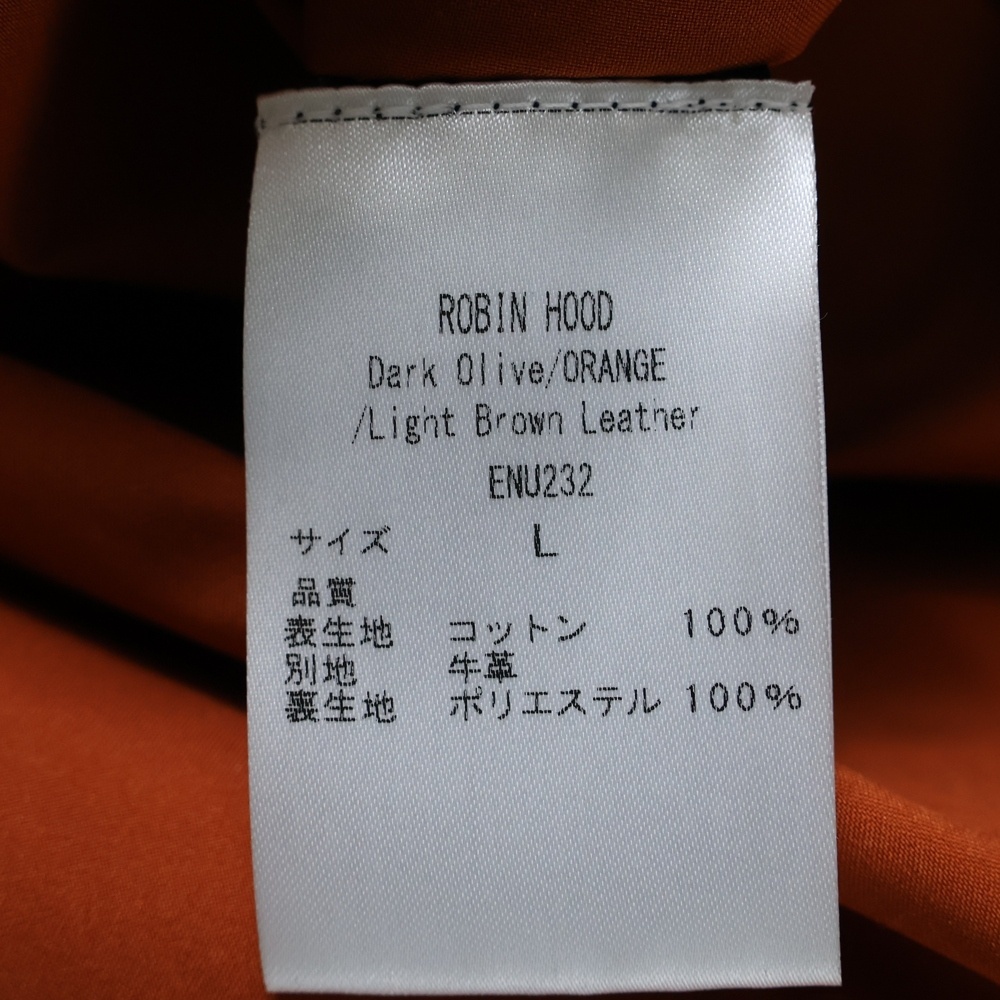 ROBIN HOOD
Dark Olive/ORANGE
/Light Brown Leather
ENU232
サイズ L
品質
表生地 コットン 100%
別地 牛革
裏生地 ポリエステル 100%